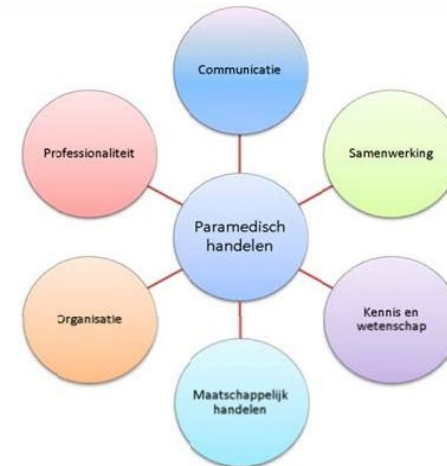 Communicatie
Professionaliteit
Samenwerking
Paramedisch
handelen
Organisatie
Kennis en
wetenschap
Maatschappelijk
handelen